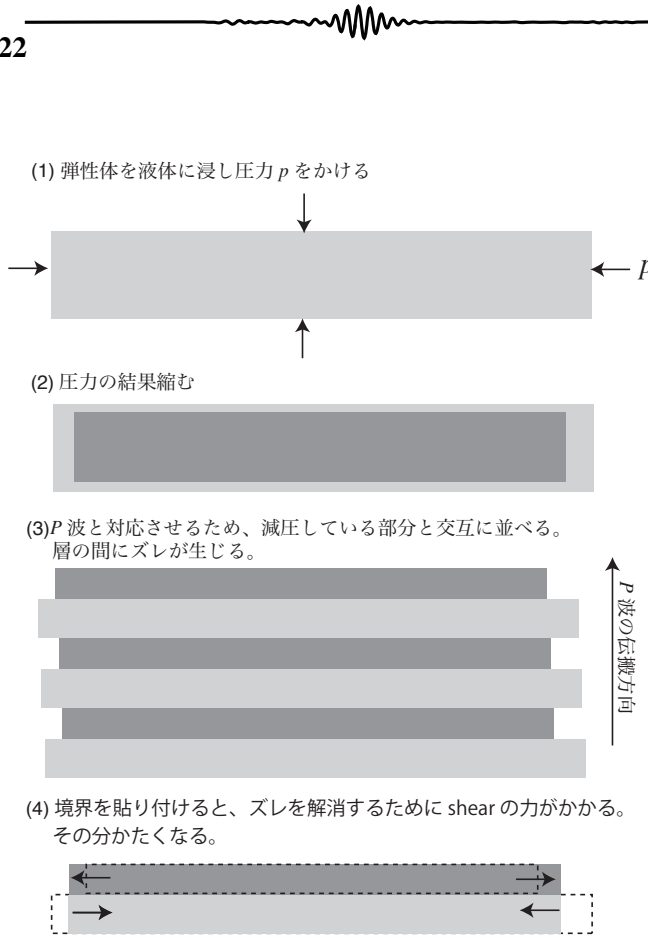 22
(1) 弾性体を液体に浸し圧力 p をかける
p
(2) 圧力の結果縮む
(3)P 波と対応させるため、減圧している部分と交互に並べる。
層の間にズレが生じる。
P 波の伝搬方向
(4) 境界を貼り付けると、ズレを解消するために shear の力がかかる。
その分かたくなる。